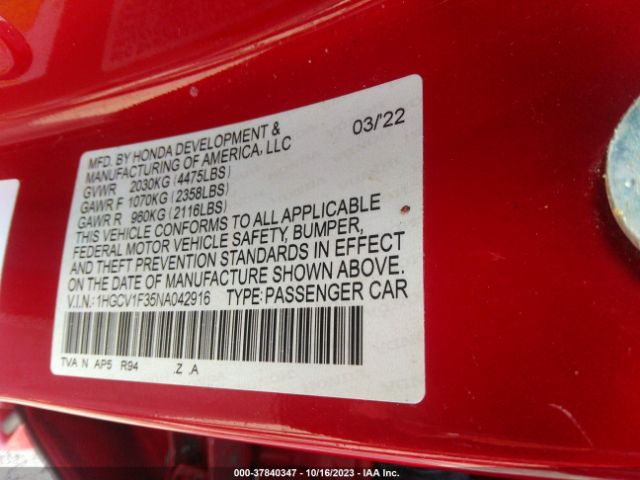 MFD. BY HONDA DEVELOPMENT & 03/'22
MANUFACTURING OF AMERICA, LLC
GVWR 2030KG (4475LBS)
GAWR F 1070KG (2358LBS)
GAWR R 960KG (2116LBS)
THIS VEHICLE CONFORMS TO ALL APPLICABLE
FEDERAL MOTOR VEHICLE SAFETY, BUMPER,
AND THEFT PREVENTION STANDARDS IN EFFECT
ON THE DATE OF MANUFACTURE SHOWN ABOVE.
V.I.N.: 1HGCV1F35NA042916 TYPE: PASSENGER CAR
TVA N AP5 R94 .Z .A
000-37840347 | 10/16/2023 | IAA Inc.